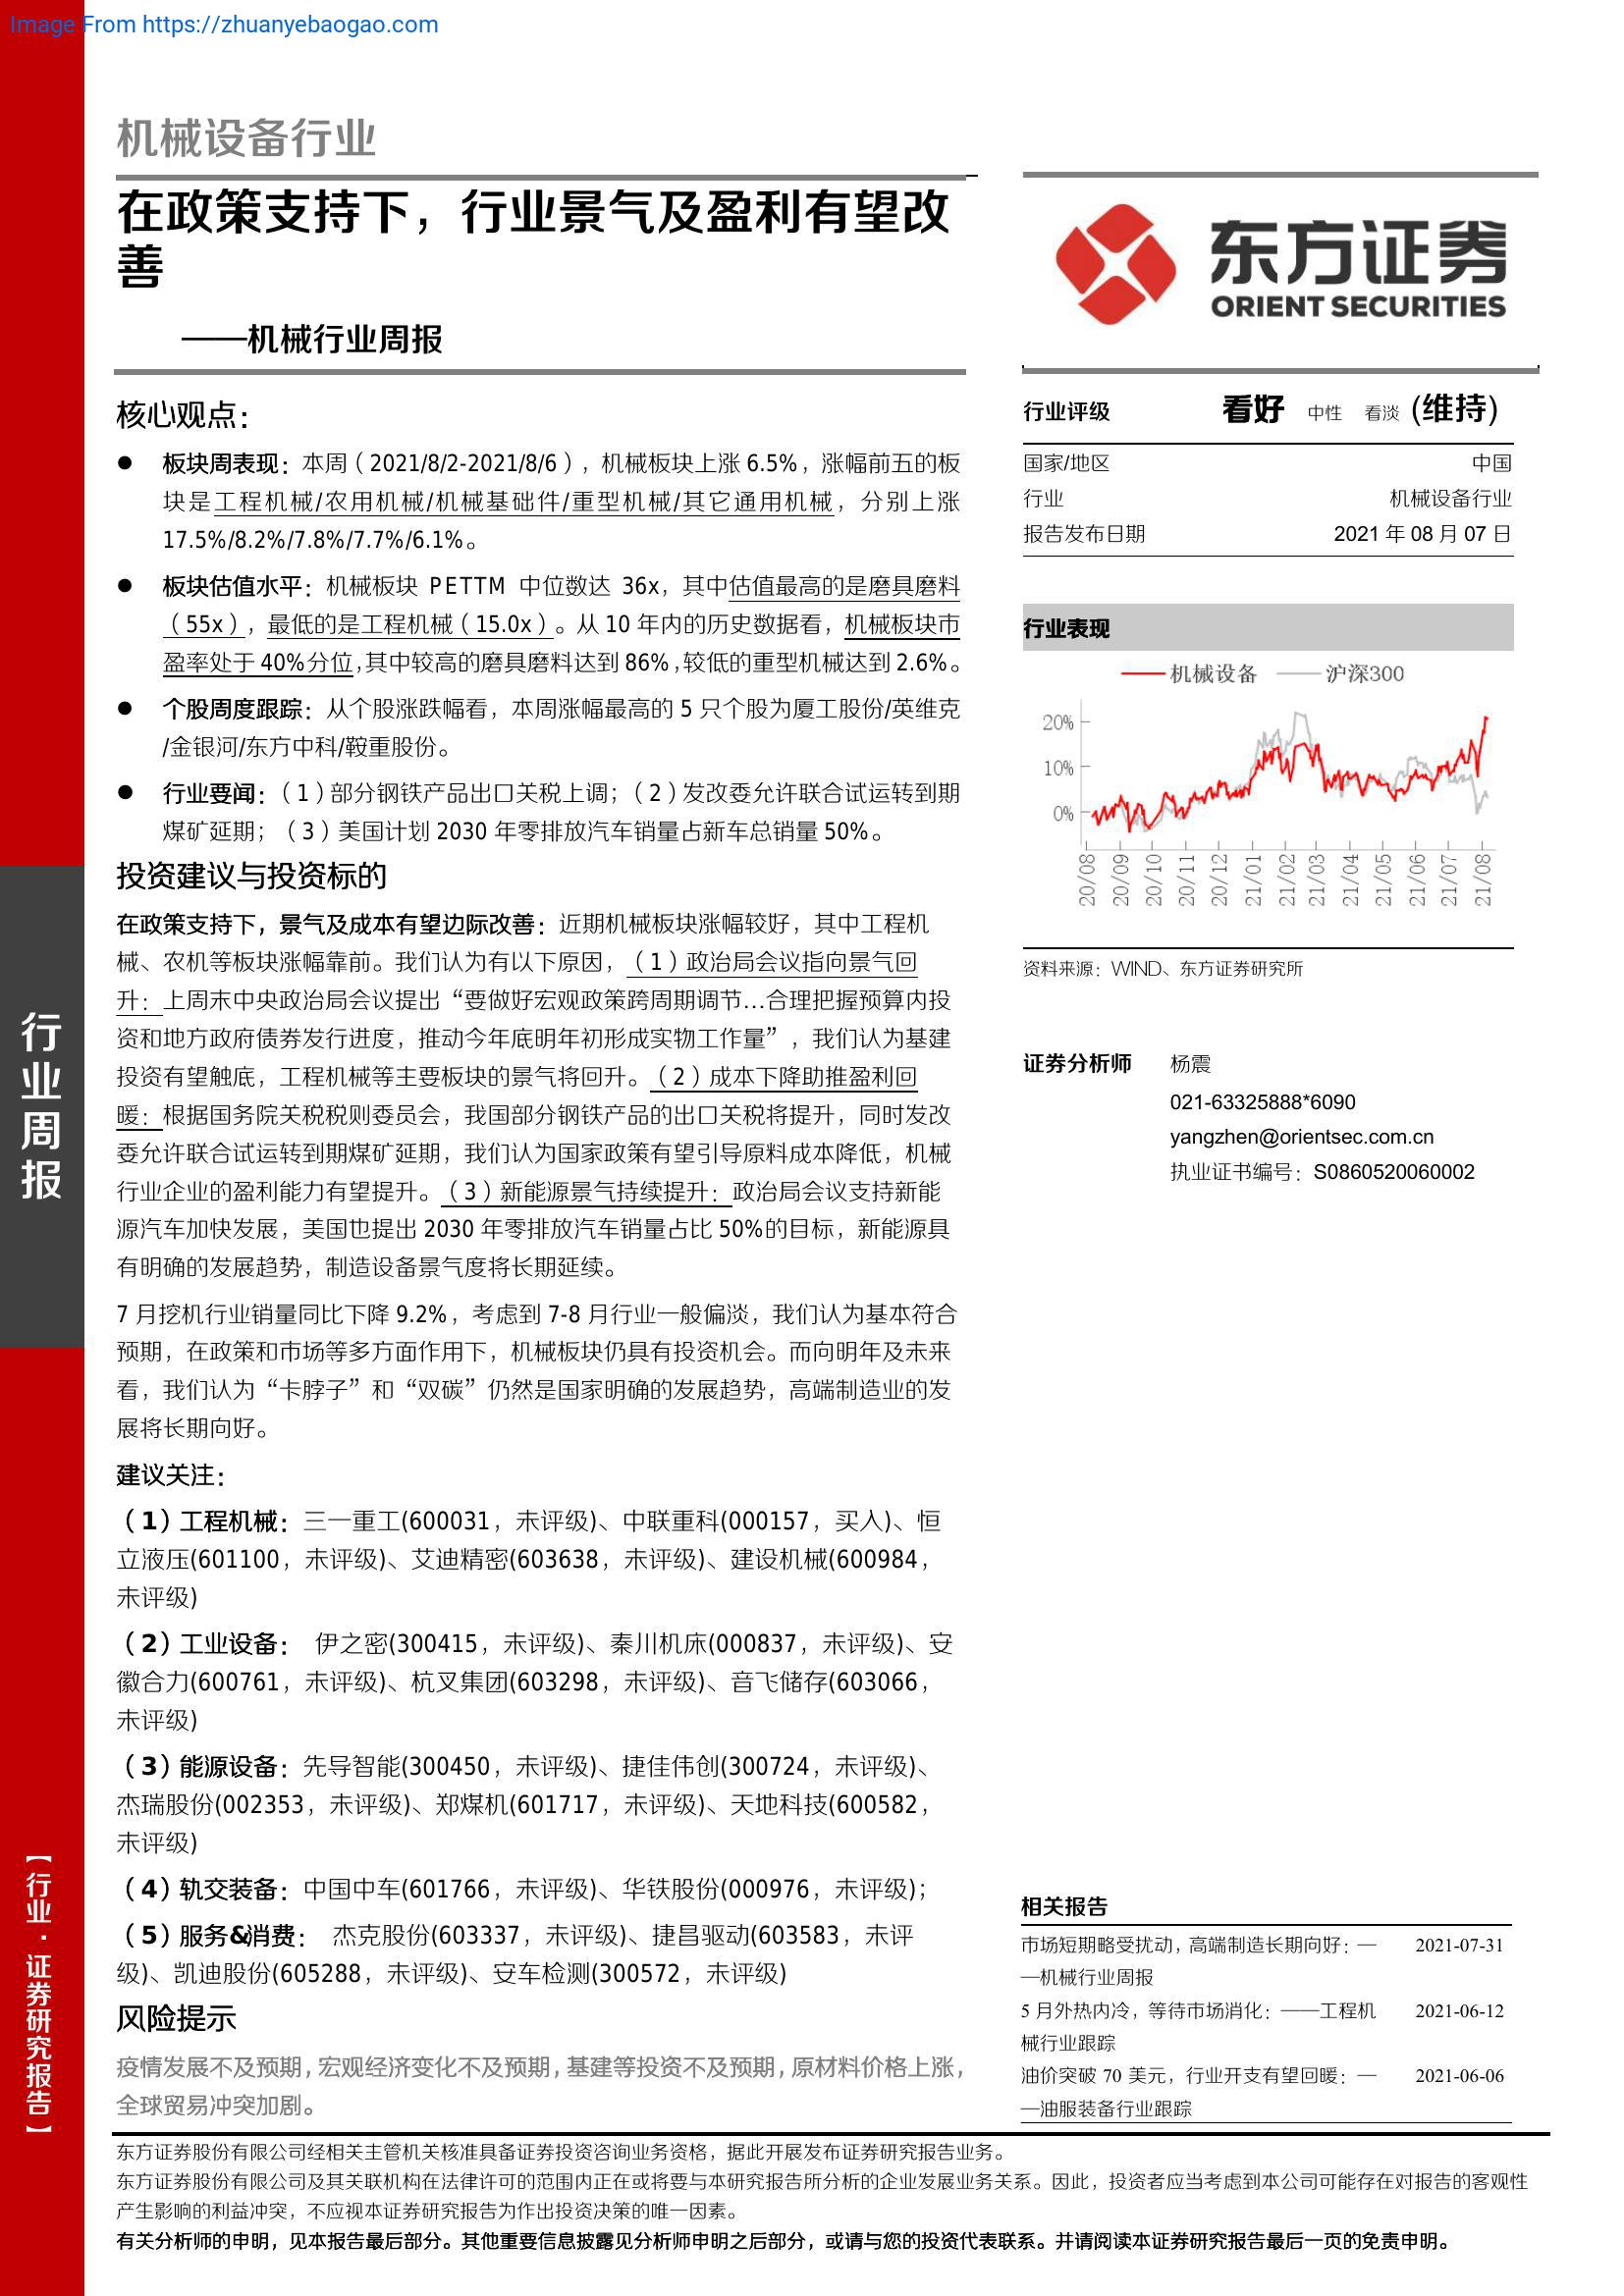 Image From https://zhuanyebaogao.com
机械设备行业
在政策支持下，行业景气及盈利有望改
善
——机械行业周报
核心观点：
● 板块周表现：本周（2021/8/2-2021/8/6），机械板块上涨 6.5%，涨幅前五的板
块是工程机械/农用机械/机械基础件/重型机械/其它通用机械，分别上涨
17.5%/8.2%/7.8%/7.7%/6.1%。
● 板块估值水平：机械板块 PETTM 中位数达 36x，其中估值最高的是磨具磨料
（55x），最低的是工程机械（15.0x）。从 10 年内的历史数据看，机械板块市
盈率处于 40%分位，其中较高的磨具磨料达到 86%，较低的重型机械达到 2.6%。
● 个股周度跟踪：从个股涨跌幅看，本周涨幅最高的 5 只个股为厦工股份/英维克
/金银河/东方中科/鞍重股份。
● 行业要闻：（1）部分钢铁产品出口关税上调；（2）发改委允许联合试运转到期
煤矿延期；（3）美国计划 2030 年零排放汽车销量占新车总销量 50%。
投资建议与投资标的
在政策支持下，景气及成本有望边际改善：近期机械板块涨幅较好，其中工程机
械、农机等板块涨幅靠前。我们认为有以下原因，（1）政治局会议指向景气回
升：上周末中央政治局会议提出“要做好宏观政策跨周期调节…合理把握预算内投
资和地方政府债券发行进度，推动今年底明年初形成实物工作量”，我们认为基建
投资有望触底，工程机械等主要板块的景气将回升。（2）成本下降助推盈利回
暖：根据国务院关税税则委员会，我国部分钢铁产品的出口关税将提升，同时发改
委允许联合试运转到期煤矿延期，我们认为国家政策有望引导原料成本降低，机械
行业企业的盈利能力有望提升。（3）新能源景气持续提升：政治局会议支持新能
源汽车加快发展，美国也提出 2030 年零排放汽车销量占比 50%的目标，新能源具
有明确的发展趋势，制造设备景气度将长期延续。
7 月挖机行业销量同比下降 9.2%，考虑到 7-8 月行业一般偏淡，我们认为基本符合
预期，在政策和市场等多方面作用下，机械板块仍具有投资机会。而向明年及未来
看，我们认为“卡脖子”和“双碳”仍然是国家明确的发展趋势，高端制造业的发
展将长期向好。
建议关注：
（1）工程机械：三一重工(600031，未评级)、中联重科(000157，买入)、恒
立液压(601100，未评级)、艾迪精密(603638，未评级)、建设机械(600984，
未评级)
（2）工业设备： 伊之密(300415，未评级)、秦川机床(000837，未评级)、安
徽合力(600761，未评级)、杭叉集团(603298，未评级)、音飞储存(603066，
未评级)
（3）能源设备：先导智能(300450，未评级)、捷佳伟创(300724，未评级)、
杰瑞股份(002353，未评级)、郑煤机(601717，未评级)、天地科技(600582，
未评级)
（4）轨交装备：中国中车(601766，未评级)、华铁股份(000976，未评级)；
（5）服务&消费： 杰克股份(603337，未评级)、捷昌驱动(603583，未评
级)、凯迪股份(605288，未评级)、安车检测(300572，未评级)
风险提示
疫情发展不及预期，宏观经济变化不及预期，基建等投资不及预期，原材料价格上涨，
全球贸易冲突加剧。
东方证券
ORIENT SECURITIES
行业评级 看好 中性 看淡 (维持)
国家/地区 中国
行业 机械设备行业
报告发布日期 2021 年 08 月 07 日
行业表现
机械设备 沪深300
20%
10%
0%
20/08 20/09 20/10 20/11 20/12 21/01 21/02 21/03 21/04 21/05 21/06 21/07 21/08
资料来源：WIND、东方证券研究所
证券分析师 杨震
021-63325888*6090
yangzhen@orientsec.com.cn
执业证书编号：S0860520060002
相关报告
市场短期略受扰动，高端制造长期向好：— 2021-07-31
—机械行业周报
5 月外热内冷，等待市场消化：——工程机 2021-06-12
械行业跟踪
油价突破 70 美元，行业开支有望回暖：— 2021-06-06
—油服装备行业跟踪
行业周报
【行业·证券研究报告】
东方证券股份有限公司经相关主管机关核准具备证券投资咨询业务资格，据此开展发布证券研究报告业务。
东方证券股份有限公司及其关联机构在法律许可的范围内正在或将要与本研究报告所分析的企业发展业务关系。因此，投资者应当考虑到本公司可能存在对报告的客观性
产生影响的利益冲突，不应视本证券研究报告为作出投资决策的唯一因素。
有关分析师的申明，见本报告最后部分。其他重要信息披露见分析师申明之后部分，或请与您的投资代表联系。并请阅读本证券研究报告最后一页的免责申明。